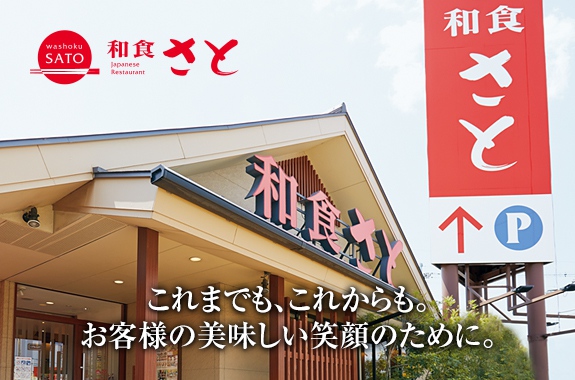 washoku
SATO
和食 さと
Japanese
Restaurant
和食
さと
P
和食さと
これまでも、これからも。
お客様の美味しい笑顔のために。